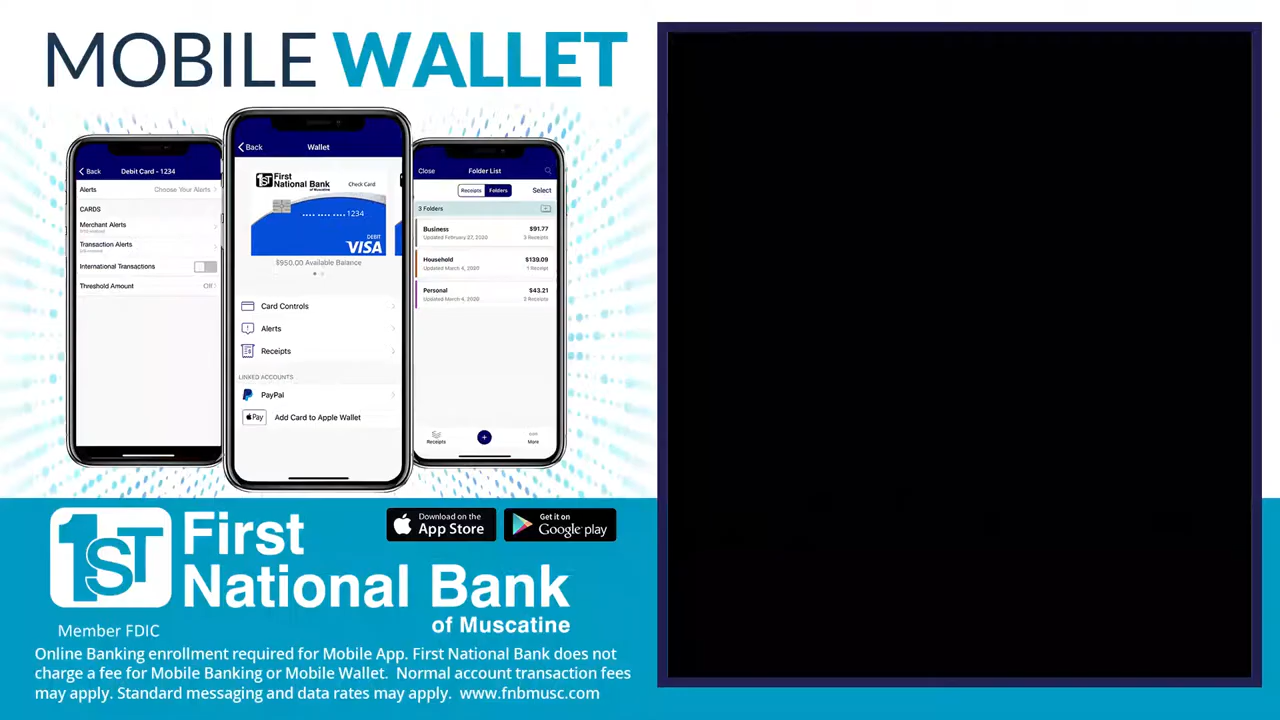 MOBILE WALLET
Back
Debit Card - 1234
Alerts
Choose Your Alerts
CARDS
Merchant Alerts
Transaction Alerts
International Transactions
Threshold Amount
Off
Back
Wallet
1ST First
National Bank
of Muscatine
Check Card
.... .... .... 1234
DEBIT
VISA
$950.00 Available Balance
Card Controls
Alerts
Receipts
LINKED ACCOUNTS
PayPal
Pay
Add Card to Apple Wallet
Close
Folder List
Receipts
Folders
Select
3 Folders
Business
$91.77
Updated February 27, 2020
3 Receipts
Household
$139.09
Updated March 4, 2020
1 Receipt
Personal
$43.21
Updated March 4, 2020
Receipts
More
1ST
First
National Bank
of Muscatine
Download on the
App Store
Get it on
Google play
Member FDIC
Online Banking enrollment required for Mobile App. First National Bank does not
charge a fee for Mobile Banking or Mobile Wallet. Normal account transaction fees
may apply. Standard messaging and data rates may apply. www.fnbmusc.com